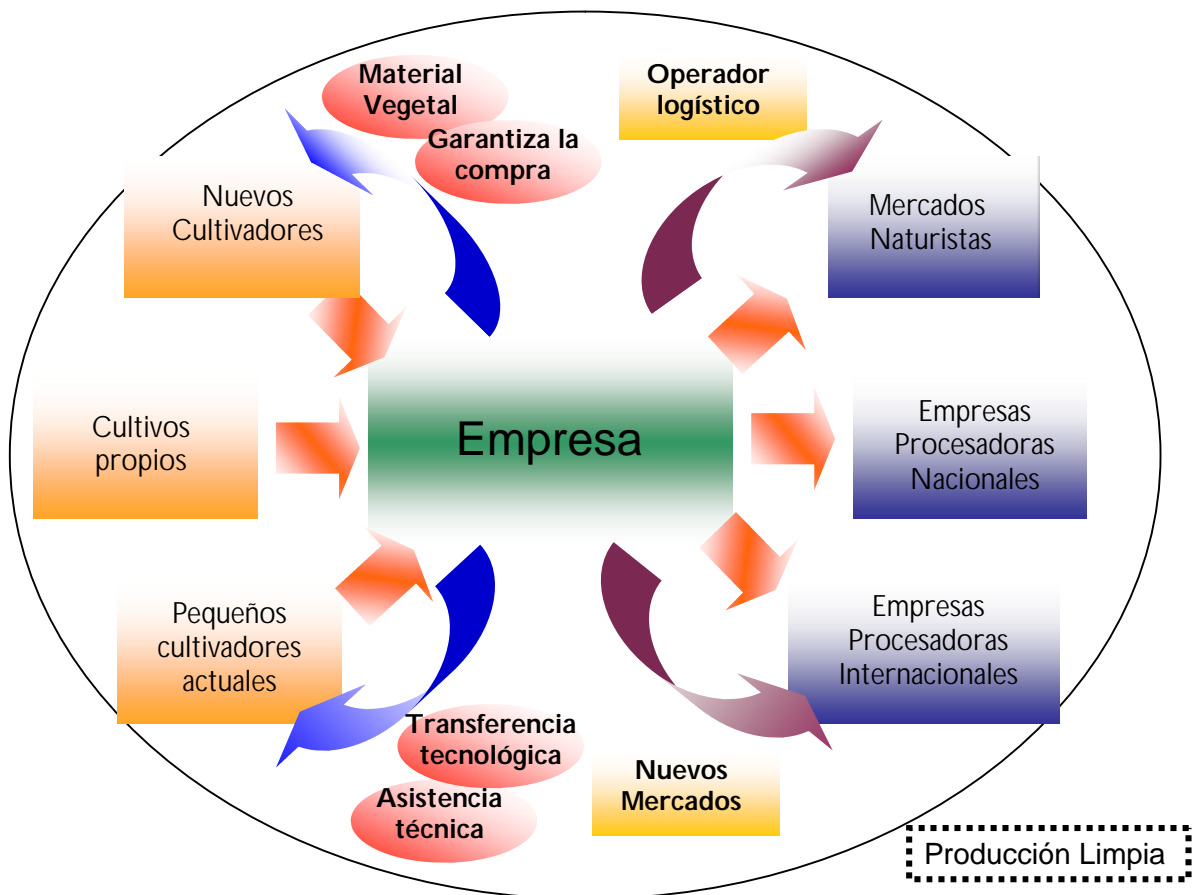 Material
Vegetal
Garantiza la
compra
Operador
logístico
Nuevos
Cultivadores
Mercados
Naturistas
Cultivos
propios
Empresa
Empresas
Procesadoras
Nacionales
Pequeños
cultivadores
actuales
Empresas
Procesadoras
Internacionales
Transferencia
tecnológica
Asistencia
técnica
Nuevos
Mercados
Producción Limpia